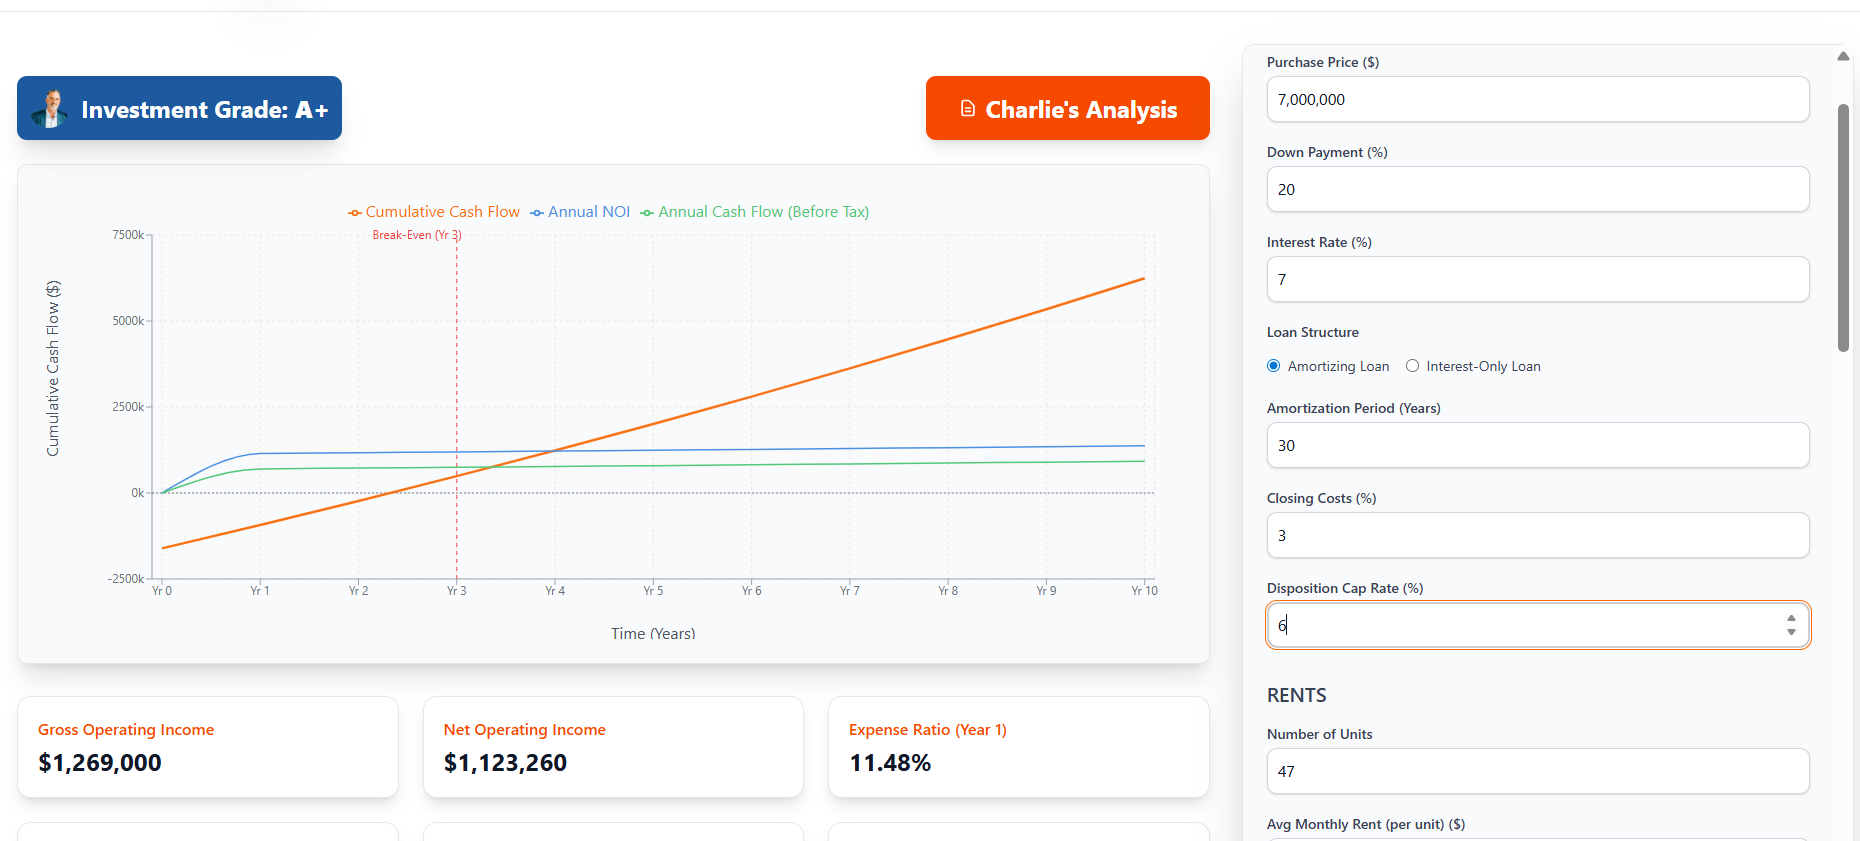 Investment Grade: A+
Charlie's Analysis
Cumulative Cash Flow
Annual NOI
Annual Cash Flow (Before Tax)
Break-Even (Yr 3)
Cumulative Cash Flow ($)
7500k
5000k
2500k
0k
-2500k
Yr 0
Yr 1
Yr 2
Yr 3
Yr 4
Yr 5
Yr 6
Yr 7
Yr 8
Yr 9
Yr 10
Time (Years)
Gross Operating Income
$1,269,000
Net Operating Income
$1,123,260
Expense Ratio (Year 1)
11.48%
Purchase Price ($)
7,000,000
Down Payment (%)
20
Interest Rate (%)
7
Loan Structure
Amortizing Loan
Interest-Only Loan
Amortization Period (Years)
30
Closing Costs (%)
3
Disposition Cap Rate (%)
6
RENTS
Number of Units
47
Avg Monthly Rent (per unit) ($)